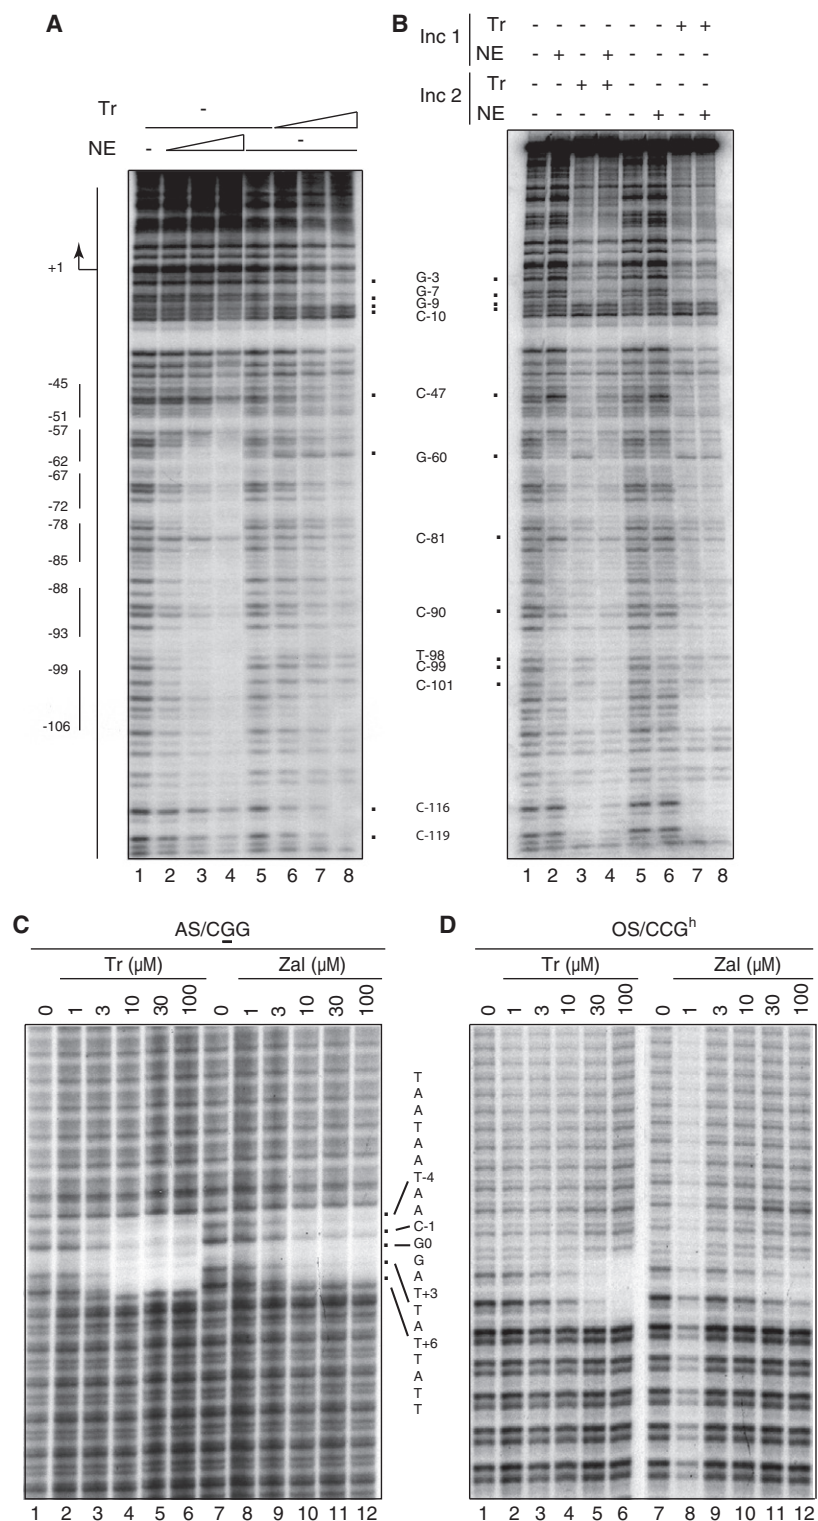 A
Tr -
NE - -
+1
-45
-51
-57
-62
-67
-72
-78
-85
-88
-93
-99
-106
1 2 3 4 5 6 7 8
G-3
G-7
G-9
C-10
C-47
G-60
C-81
C-90
T-98
C-99
C-101
C-116
C-119
B
Inc 1
Tr - - - - - - + +
NE - + - + - - - -
Inc 2
Tr - - + + - - - -
NE - - - - - + - +
1 2 3 4 5 6 7 8
C
AS/CGG
Tr (µM) Zal (µM)
0 1 3 10 30 100 0 1 3 10 30 100
T
A
A
T
A
A
T-4
A
A
C-1
G0
G
A
T+3
T
A
T+6
T
A
T
T
1 2 3 4 5 6 7 8 9 10 11 12
D
OS/CCGh
Tr (µM) Zal (µM)
0 1 3 10 30 100 0 1 3 10 30 100
1 2 3 4 5 6 7 8 9 10 11 12